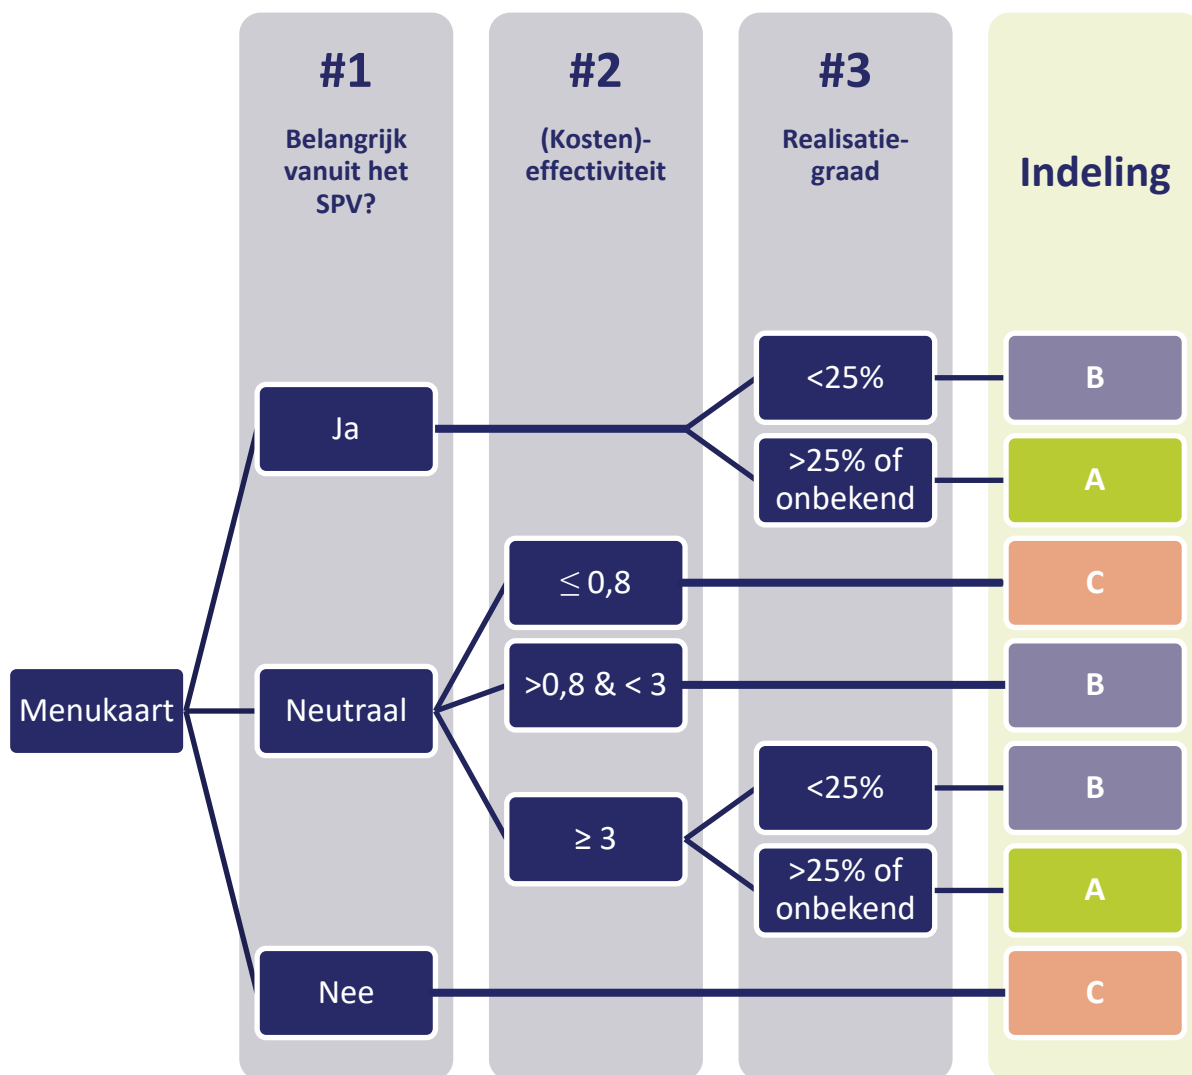 #1
Belangrijk
vanuit het
SPV?
#2
(Kosten)-
effectiviteit
#3
Realisatie-
graad
Indeling
Menukaart
Ja
<25%
B
>25% of
onbekend
A
Neutraal
≤ 0,8
C
>0,8 & < 3
B
≥ 3
<25%
B
>25% of
onbekend
A
Nee
C